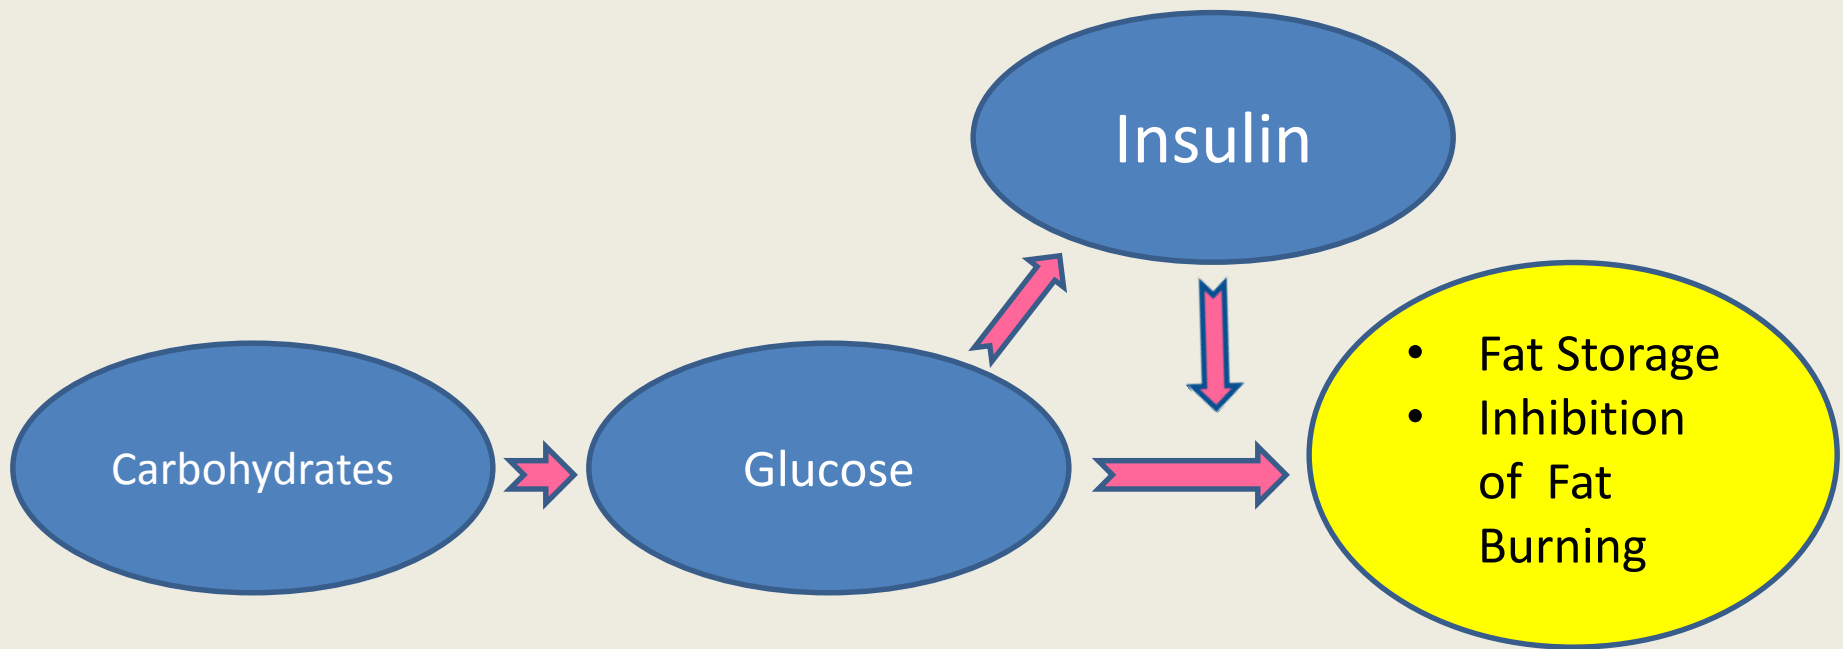 Insulin
Carbohydrates
Glucose
• Fat Storage
• Inhibition
of Fat
Burning